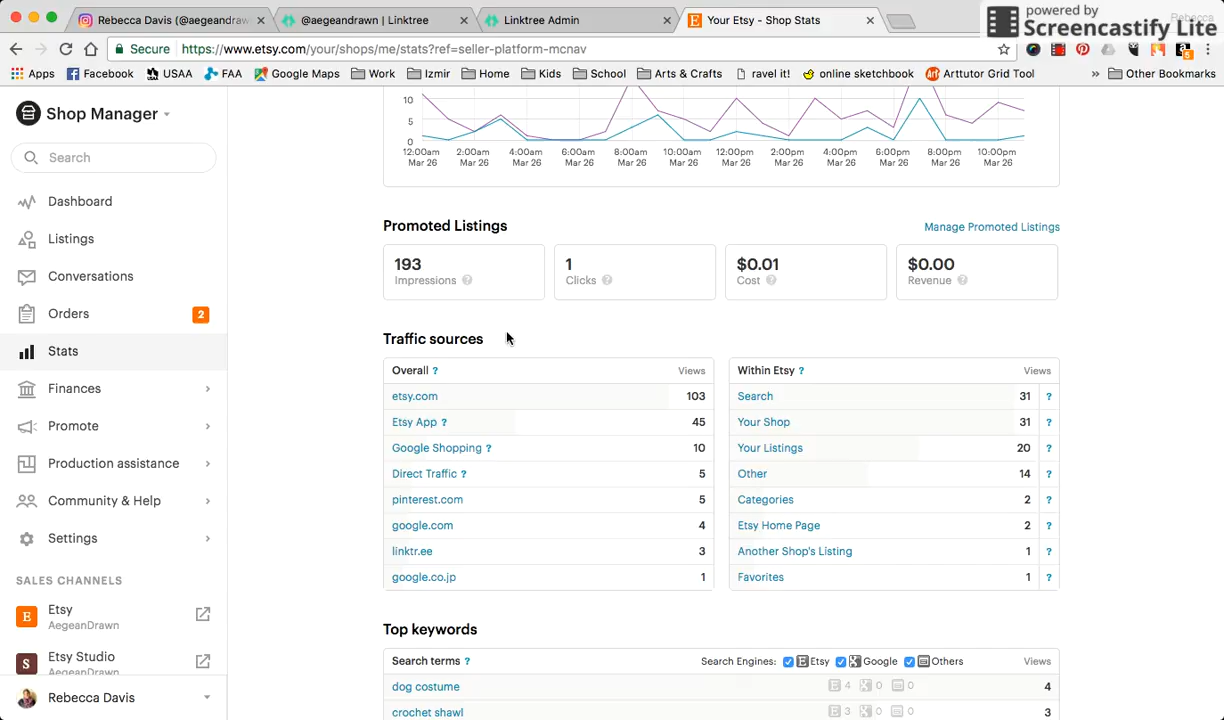 Rebecca Davis (@aegeandrawn
@aegeandrawn | Linktree
Linktree Admin
Your Etsy - Shop Stats
powered by
Screencastify Lite
Secure
https://www.etsy.com/your/shops/me/stats?ref=seller-platform-mcnav
Apps
Facebook
USAA
FAA
Google Maps
Work
Izmir
Home
Kids
School
Arts & Crafts
ravel it!
online sketchbook
Arttutor Grid Tool
»
Other Bookmarks
Shop Manager
Search
Dashboard
Listings
Conversations
Orders 2
Stats
Finances
Promote
Production assistance
Community & Help
Settings
SALES CHANNELS
Etsy
AegeanDrawn
Etsy Studio
AegeanDrawn
Rebecca Davis
10
5
0
12:00am 2:00am 4:00am 6:00am 8:00am 10:00am 12:00pm 2:00pm 4:00pm 6:00pm 8:00pm 10:00pm
Mar 26 Mar 26 Mar 26 Mar 26 Mar 26 Mar 26 Mar 26 Mar 26 Mar 26 Mar 26 Mar 26 Mar 26
Promoted Listings
Manage Promoted Listings
193
Impressions ?
1
Clicks ?
$0.01
Cost ?
$0.00
Revenue ?
Traffic sources
Overall ? Views
etsy.com 103
Etsy App ? 45
Google Shopping ? 10
Direct Traffic ? 5
pinterest.com 5
google.com 4
linktr.ee 3
google.co.jp 1
Within Etsy ? Views
Search 31 ?
Your Shop 31 ?
Your Listings 20 ?
Other 14 ?
Categories 2 ?
Etsy Home Page 2 ?
Another Shop's Listing 1 ?
Favorites 1 ?
Top keywords
Search terms ? Search Engines: Etsy Google Others Views
dog costume 4 0 0 4
crochet shawl 3 0 0 3